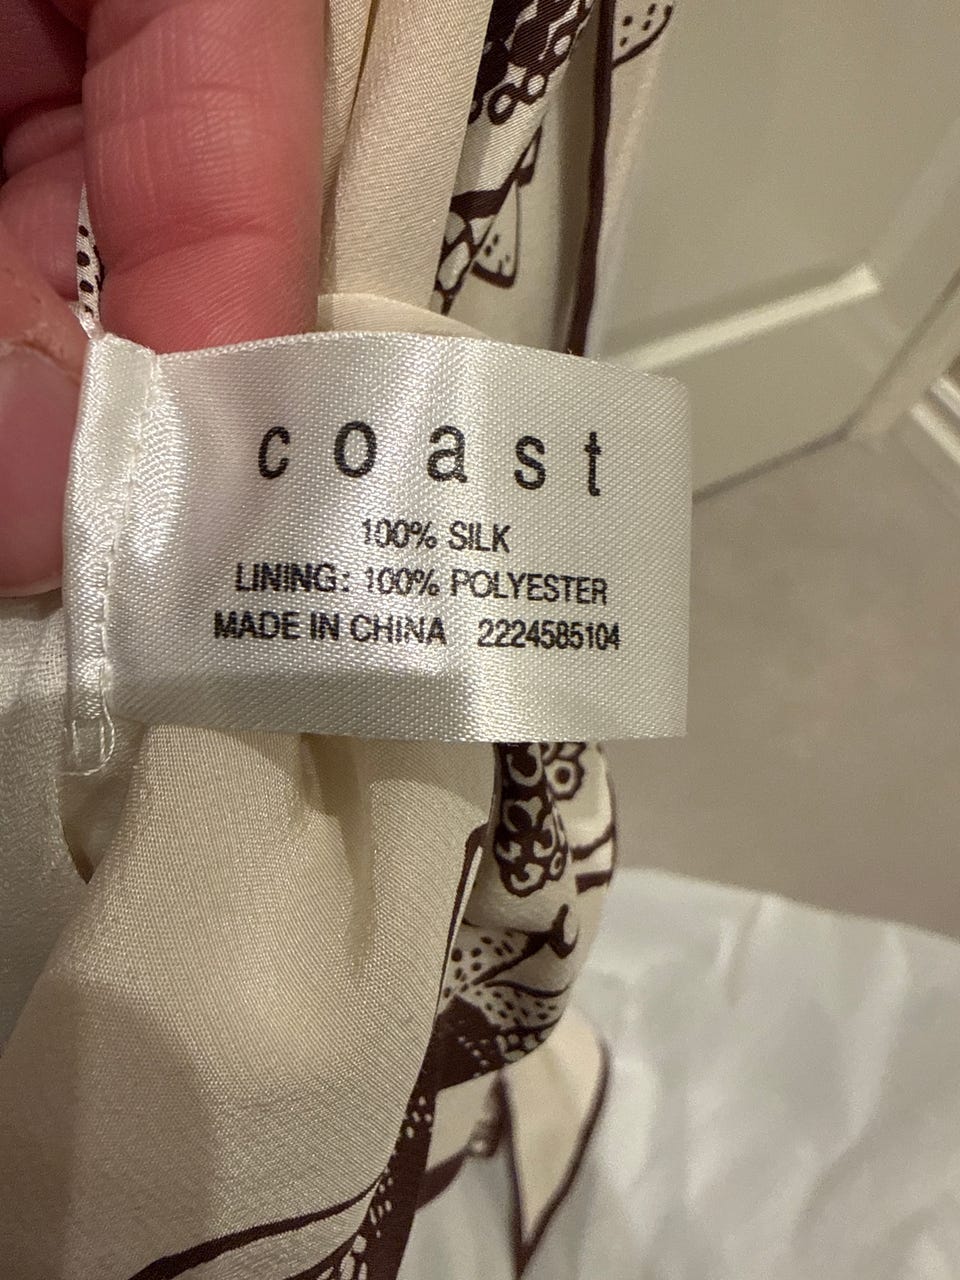 coast
100% SILK
LINING: 100% POLYESTER
MADE IN CHINA 2224585104